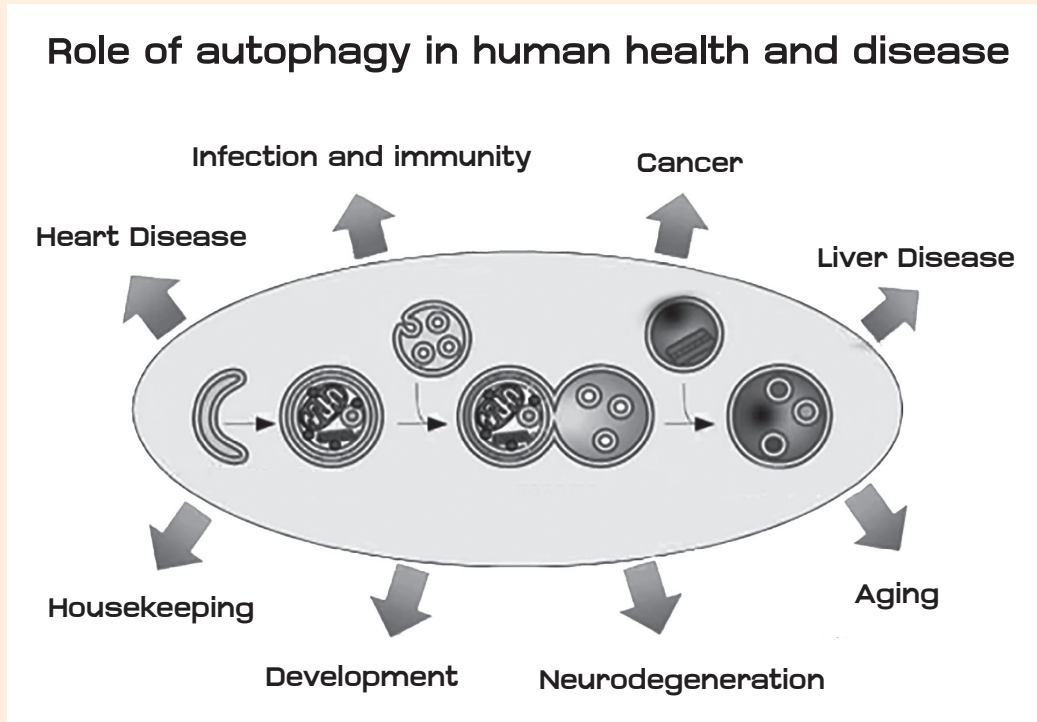 Role of autophagy in human health and disease
Infection and immunity
Cancer
Heart Disease
Liver Disease
Housekeeping
Aging
Development
Neurodegeneration